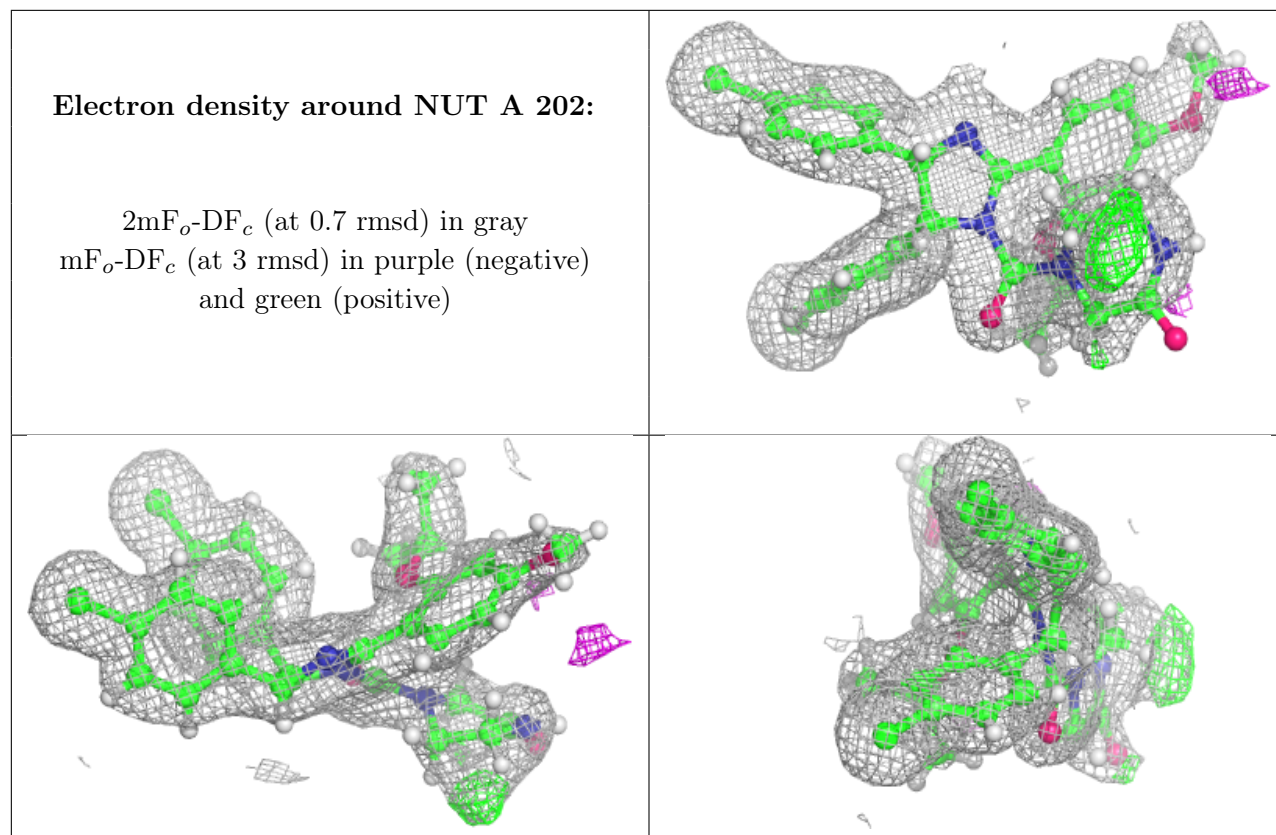 Electron density around NUT A 202:
2mFo-DFc (at 0.7 rmsd) in gray
mFo-DFc (at 3 rmsd) in purple (negative)
and green (positive)